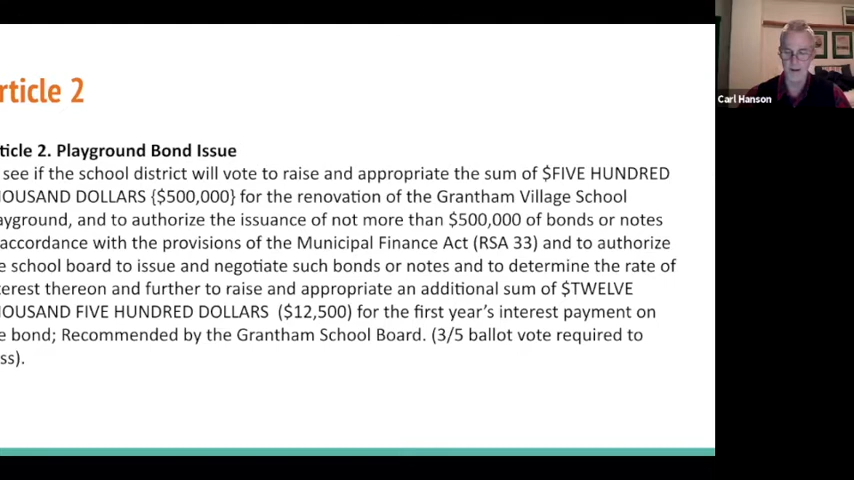 rticle 2
ticle 2. Playground Bond Issue
see if the school district will vote to raise and appropriate the sum of $FIVE HUNDRED
OUSAND DOLLARS {$500,000} for the renovation of the Grantham Village School
ayground, and to authorize the issuance of not more than $500,000 of bonds or notes
accordance with the provisions of the Municipal Finance Act (RSA 33) and to authorize
e school board to issue and negotiate such bonds or notes and to determine the rate of
terest thereon and further to raise and appropriate an additional sum of $TWELVE
OUSAND FIVE HUNDRED DOLLARS ($12,500) for the first year's interest payment on
e bond; Recommended by the Grantham School Board. (3/5 ballot vote required to
ss).
Carl Hanson